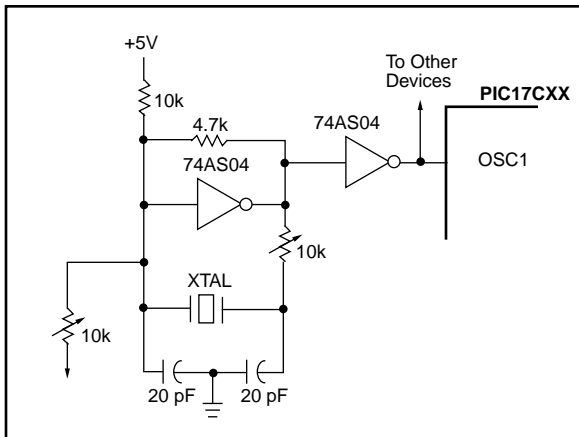 +5V
10k
4.7k
74AS04
74AS04
To Other
Devices
PIC17CXX
OSC1
10k
XTAL
10k
20 pF
20 pF